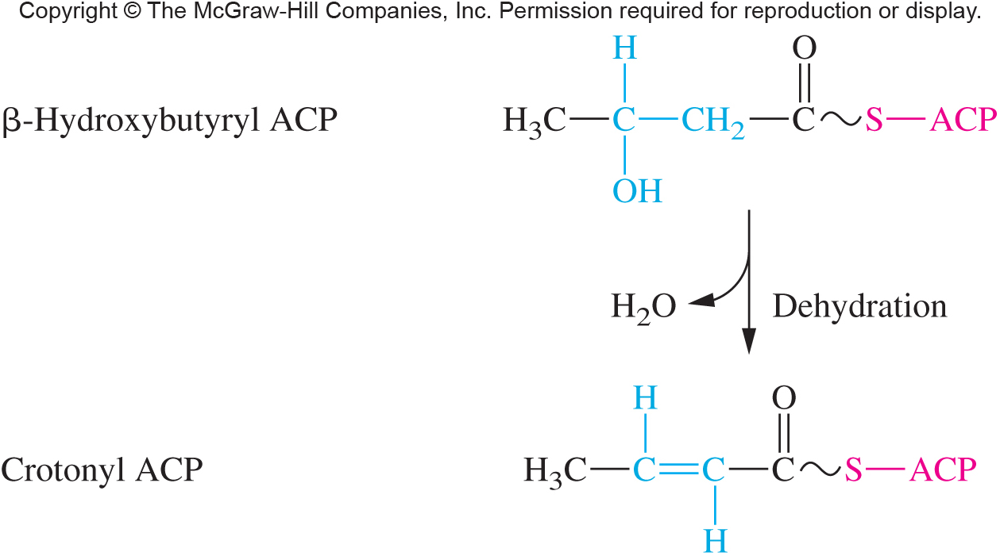 Copyright © The McGraw-Hill Companies, Inc. Permission required for reproduction or display.
H O
β-Hydroxybutyryl ACP H₃C C CH₂ C S ACP
OH
H₂O Dehydration
H O
Crotonyl ACP H₃C C C C S ACP
H